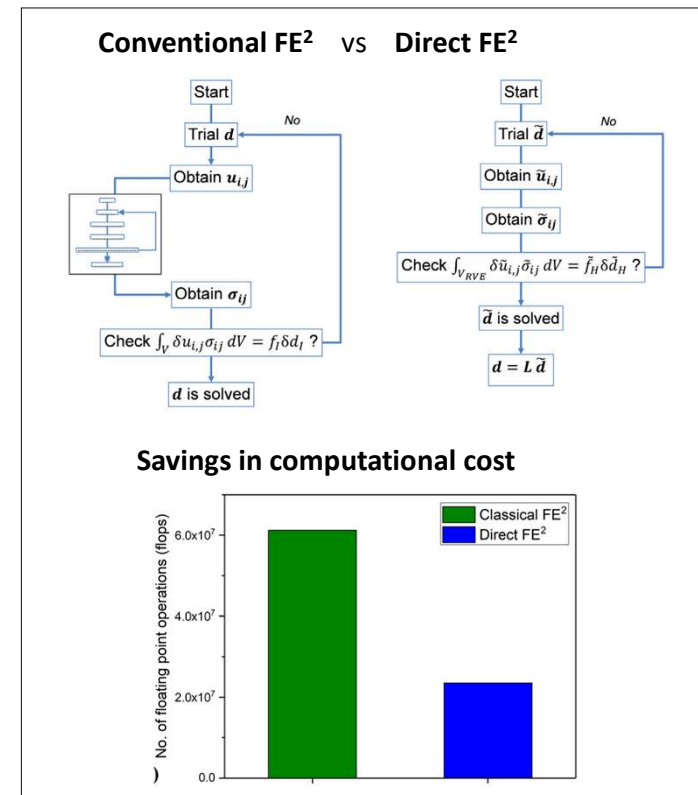 Conventional FE² vs Direct FE²
Start
Trial d
No
Obtain u_{i,j}
Obtain σ_{ij}
Check ∫_V δu_{i,j}σ_{ij} dV = f_I δd_I ?
d is solved
Start
Trial d̃
No
Obtain ũ_{i,j}
Obtain σ̃_{ij}
Check ∫_{V_{RVE}} δũ_{i,j}σ̃_{ij} dV = f̃_H δd̃_H ?
d̃ is solved
d = L d̃
Savings in computational cost
No. of floating point operations (flops)
6.0x10⁷
4.0x10⁷
2.0x10⁷
0.0
Classical FE²
Direct FE²
)